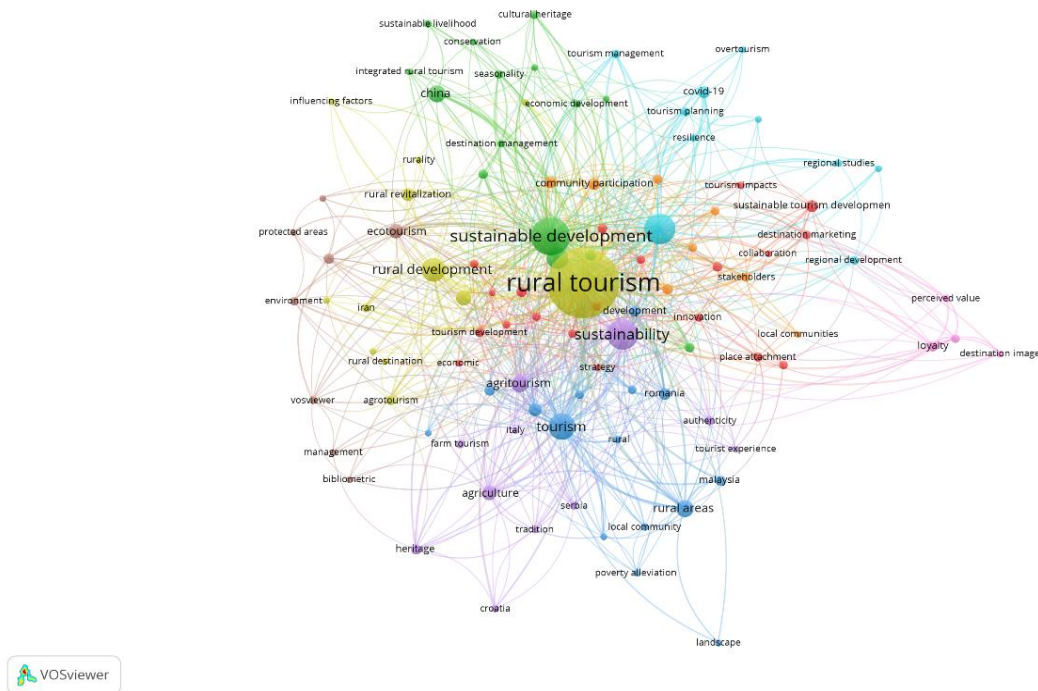 cultural heritage
sustainable livelihood
conservation
tourism management
overtourism
integrated rural tourism
seasonality
china
covid-19
influencing factors
economic development
tourism planning
destination management
resilience
rurality
regional studies
rural revitalization
community participation
tourism impacts
sustainable tourism developmen
protected areas
ecotourism
sustainable development
destination marketing
collaboration
regional development
rural development
rural tourism
stakeholders
environment
iran
development
perceived value
innovation
tourism development
sustainability
local communities
loyalty
destination image
rural destination
economic
strategy
place attachment
agritourism
romania
vosviewer
agrotourism
authenticity
italy
tourism
farm tourism
rural
tourist experience
management
bibliometric
malaysia
agriculture
serbia
rural areas
tradition
local community
heritage
poverty alleviation
croatia
landscape
VOSviewer